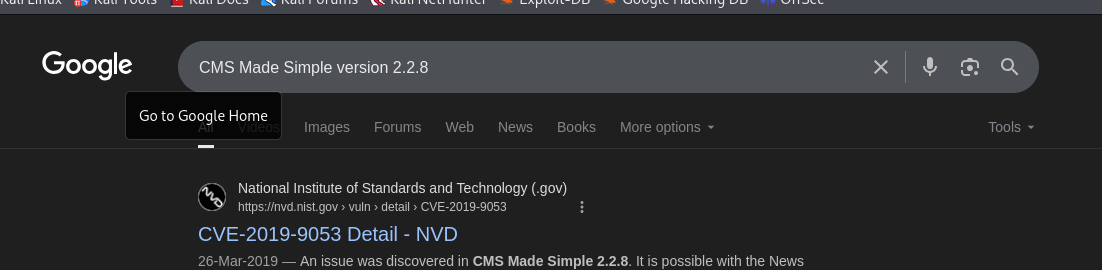 Kali Linux Kali Tools Kali Docs Kali Forums Kali NetHunter Exploit-DB Google Hacking DB OffSec
Google
CMS Made Simple version 2.2.8
Go to Google Home
All Videos Images Forums Web News Books More options Tools
National Institute of Standards and Technology (.gov)
https://nvd.nist.gov › vuln › detail › CVE-2019-9053
CVE-2019-9053 Detail - NVD
26-Mar-2019 — An issue was discovered in CMS Made Simple 2.2.8. It is possible with the News